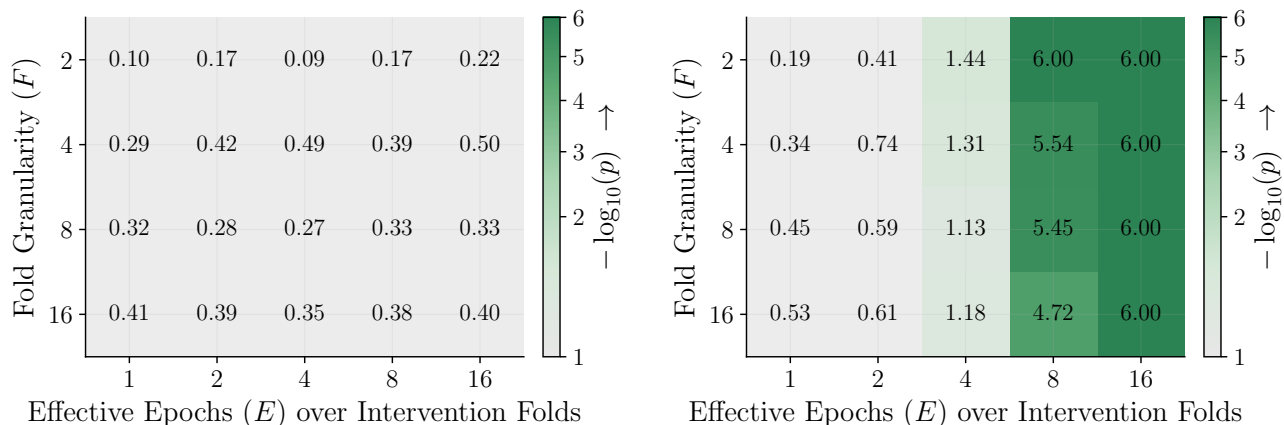 Fold Granularity (F)
2 0.10 0.17 0.09 0.17 0.22
4 0.29 0.42 0.49 0.39 0.50
8 0.32 0.28 0.27 0.33 0.33
16 0.41 0.39 0.35 0.38 0.40
1 2 4 8 16
Effective Epochs (E) over Intervention Folds
6
5
4
3
2
1
− log₁₀(p) →
Fold Granularity (F)
2 0.19 0.41 1.44 6.00 6.00
4 0.34 0.74 1.31 5.54 6.00
8 0.45 0.59 1.13 5.45 6.00
16 0.53 0.61 1.18 4.72 6.00
1 2 4 8 16
Effective Epochs (E) over Intervention Folds
6
5
4
3
2
1
− log₁₀(p) →